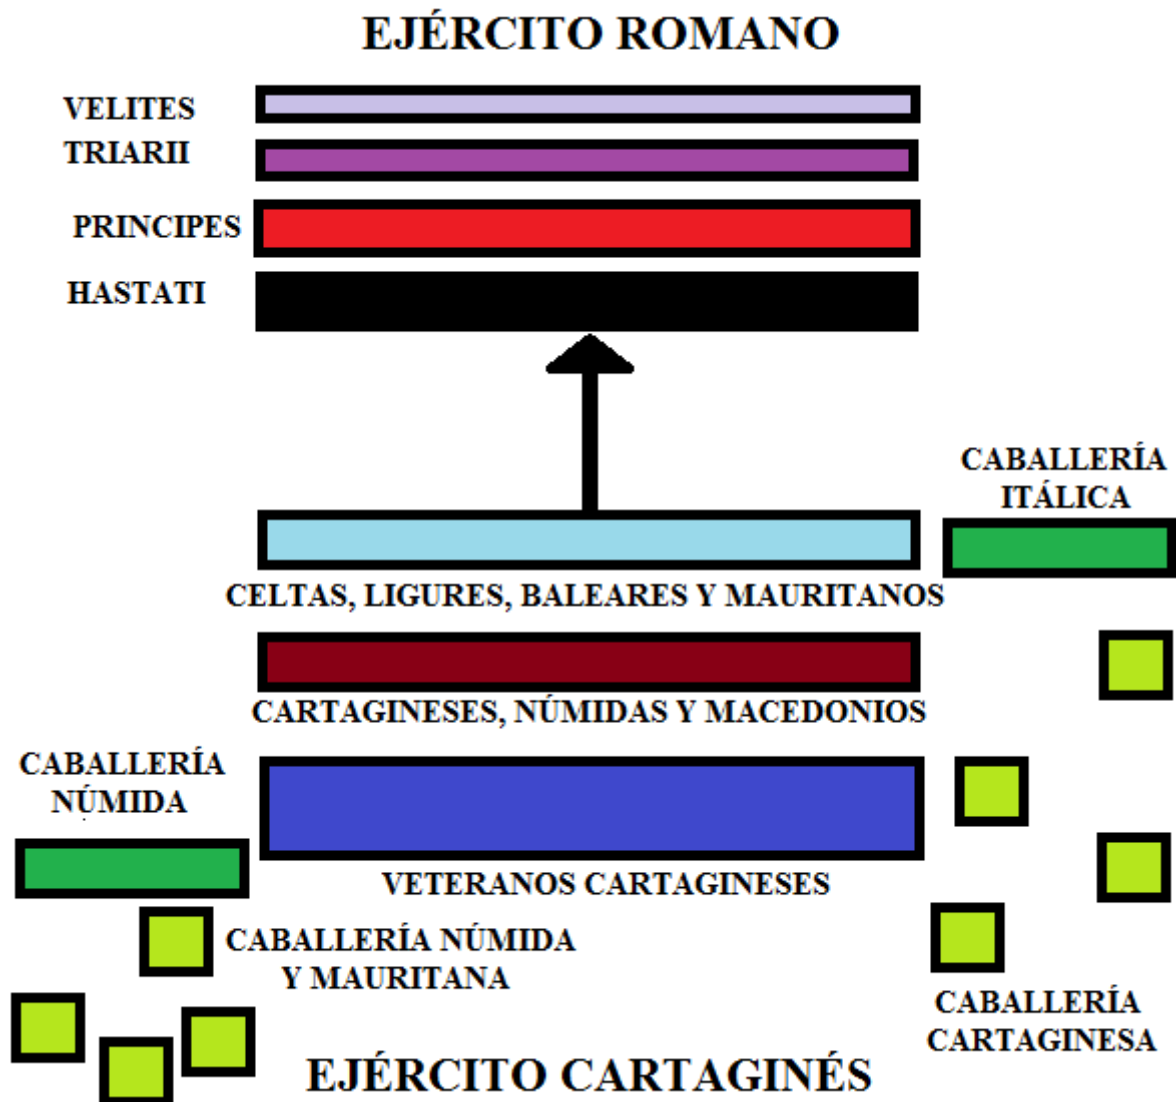 EJÉRCITO ROMANO
VELITES
TRIARII
PRINCIPES
HASTATI
CABALLERÍA
ITÁLICA
CELTAS, LIGURES, BALEARES Y MAURITANOS
CARTAGINESES, NÚMIDAS Y MACEDONIOS
CABALLERÍA
NÚMIDA
VETERANOS CARTAGINESES
CABALLERÍA NÚMIDA
Y MAURITANA
CABALLERÍA
CARTAGINESA
EJÉRCITO CARTAGINÉS